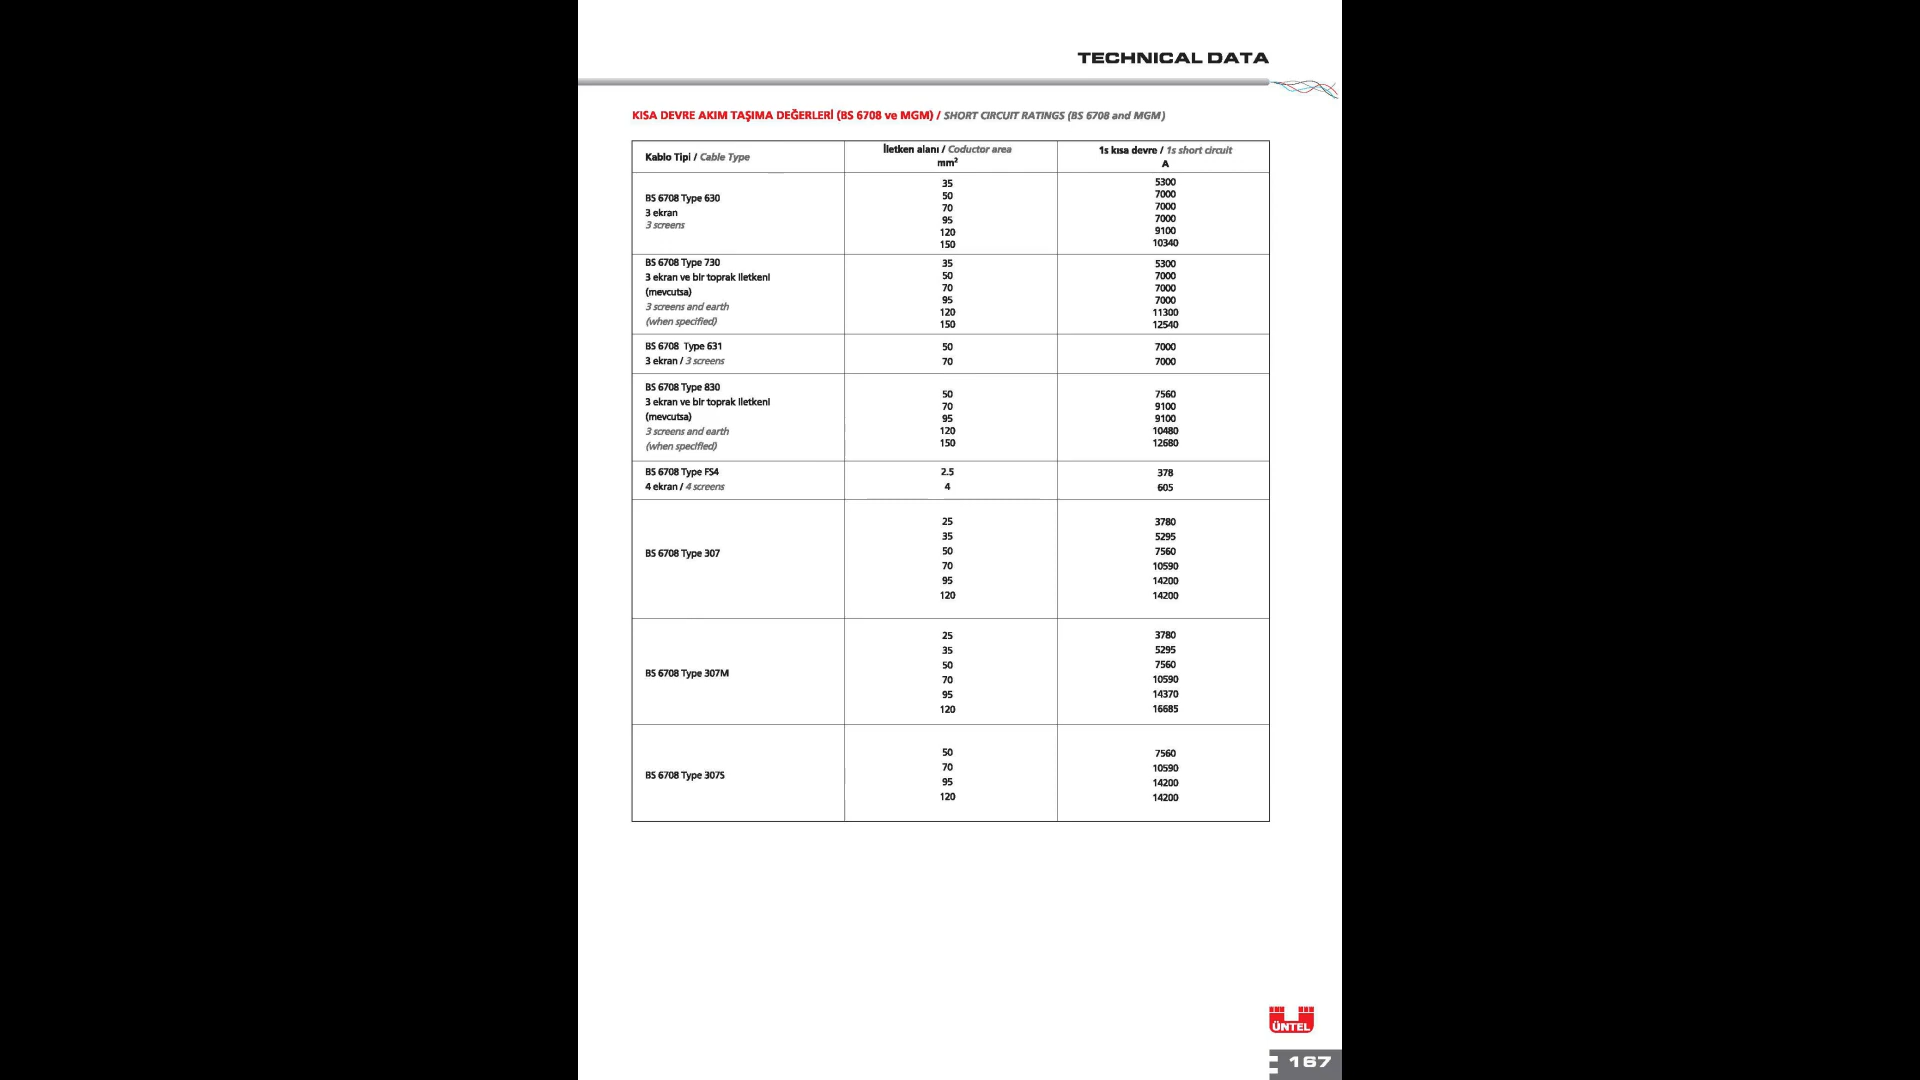 TECHNICAL DATA
KISA DEVRE AKIM TAŞIMA DEĞERLERİ (BS 6708 ve MGM) / SHORT CIRCUIT RATINGS (BS 6708 and MGM)
Kablo Tipi / Cable Type
İletken alanı / Coductor area
mm²
1s kısa devre / 1s short circuit
A
BS 6708 Type 630
3 ekran
3 screens
35 5300
50 7000
70 7000
95 7000
120 9100
150 10340
BS 6708 Type 730
3 ekran ve bir toprak iletkeni
(mevcutsa)
3 screens and earth
(when specified)
35 5300
50 7000
70 7000
95 7000
120 11300
150 12540
BS 6708 Type 631
3 ekran / 3 screens
50 7000
70 7000
BS 6708 Type 830
3 ekran ve bir toprak iletkeni
(mevcutsa)
3 screens and earth
(when specified)
50 7560
70 9100
95 9100
120 10480
150 12680
BS 6708 Type FS4
4 ekran / 4 screens
2.5 378
4 605
BS 6708 Type 307
25 3780
35 5295
50 7560
70 10590
95 14200
120 14200
BS 6708 Type 307M
25 3780
35 5295
50 7560
70 10590
95 14370
120 16685
BS 6708 Type 307S
50 7560
70 10590
95 14200
120 14200
ÜNTEL
167